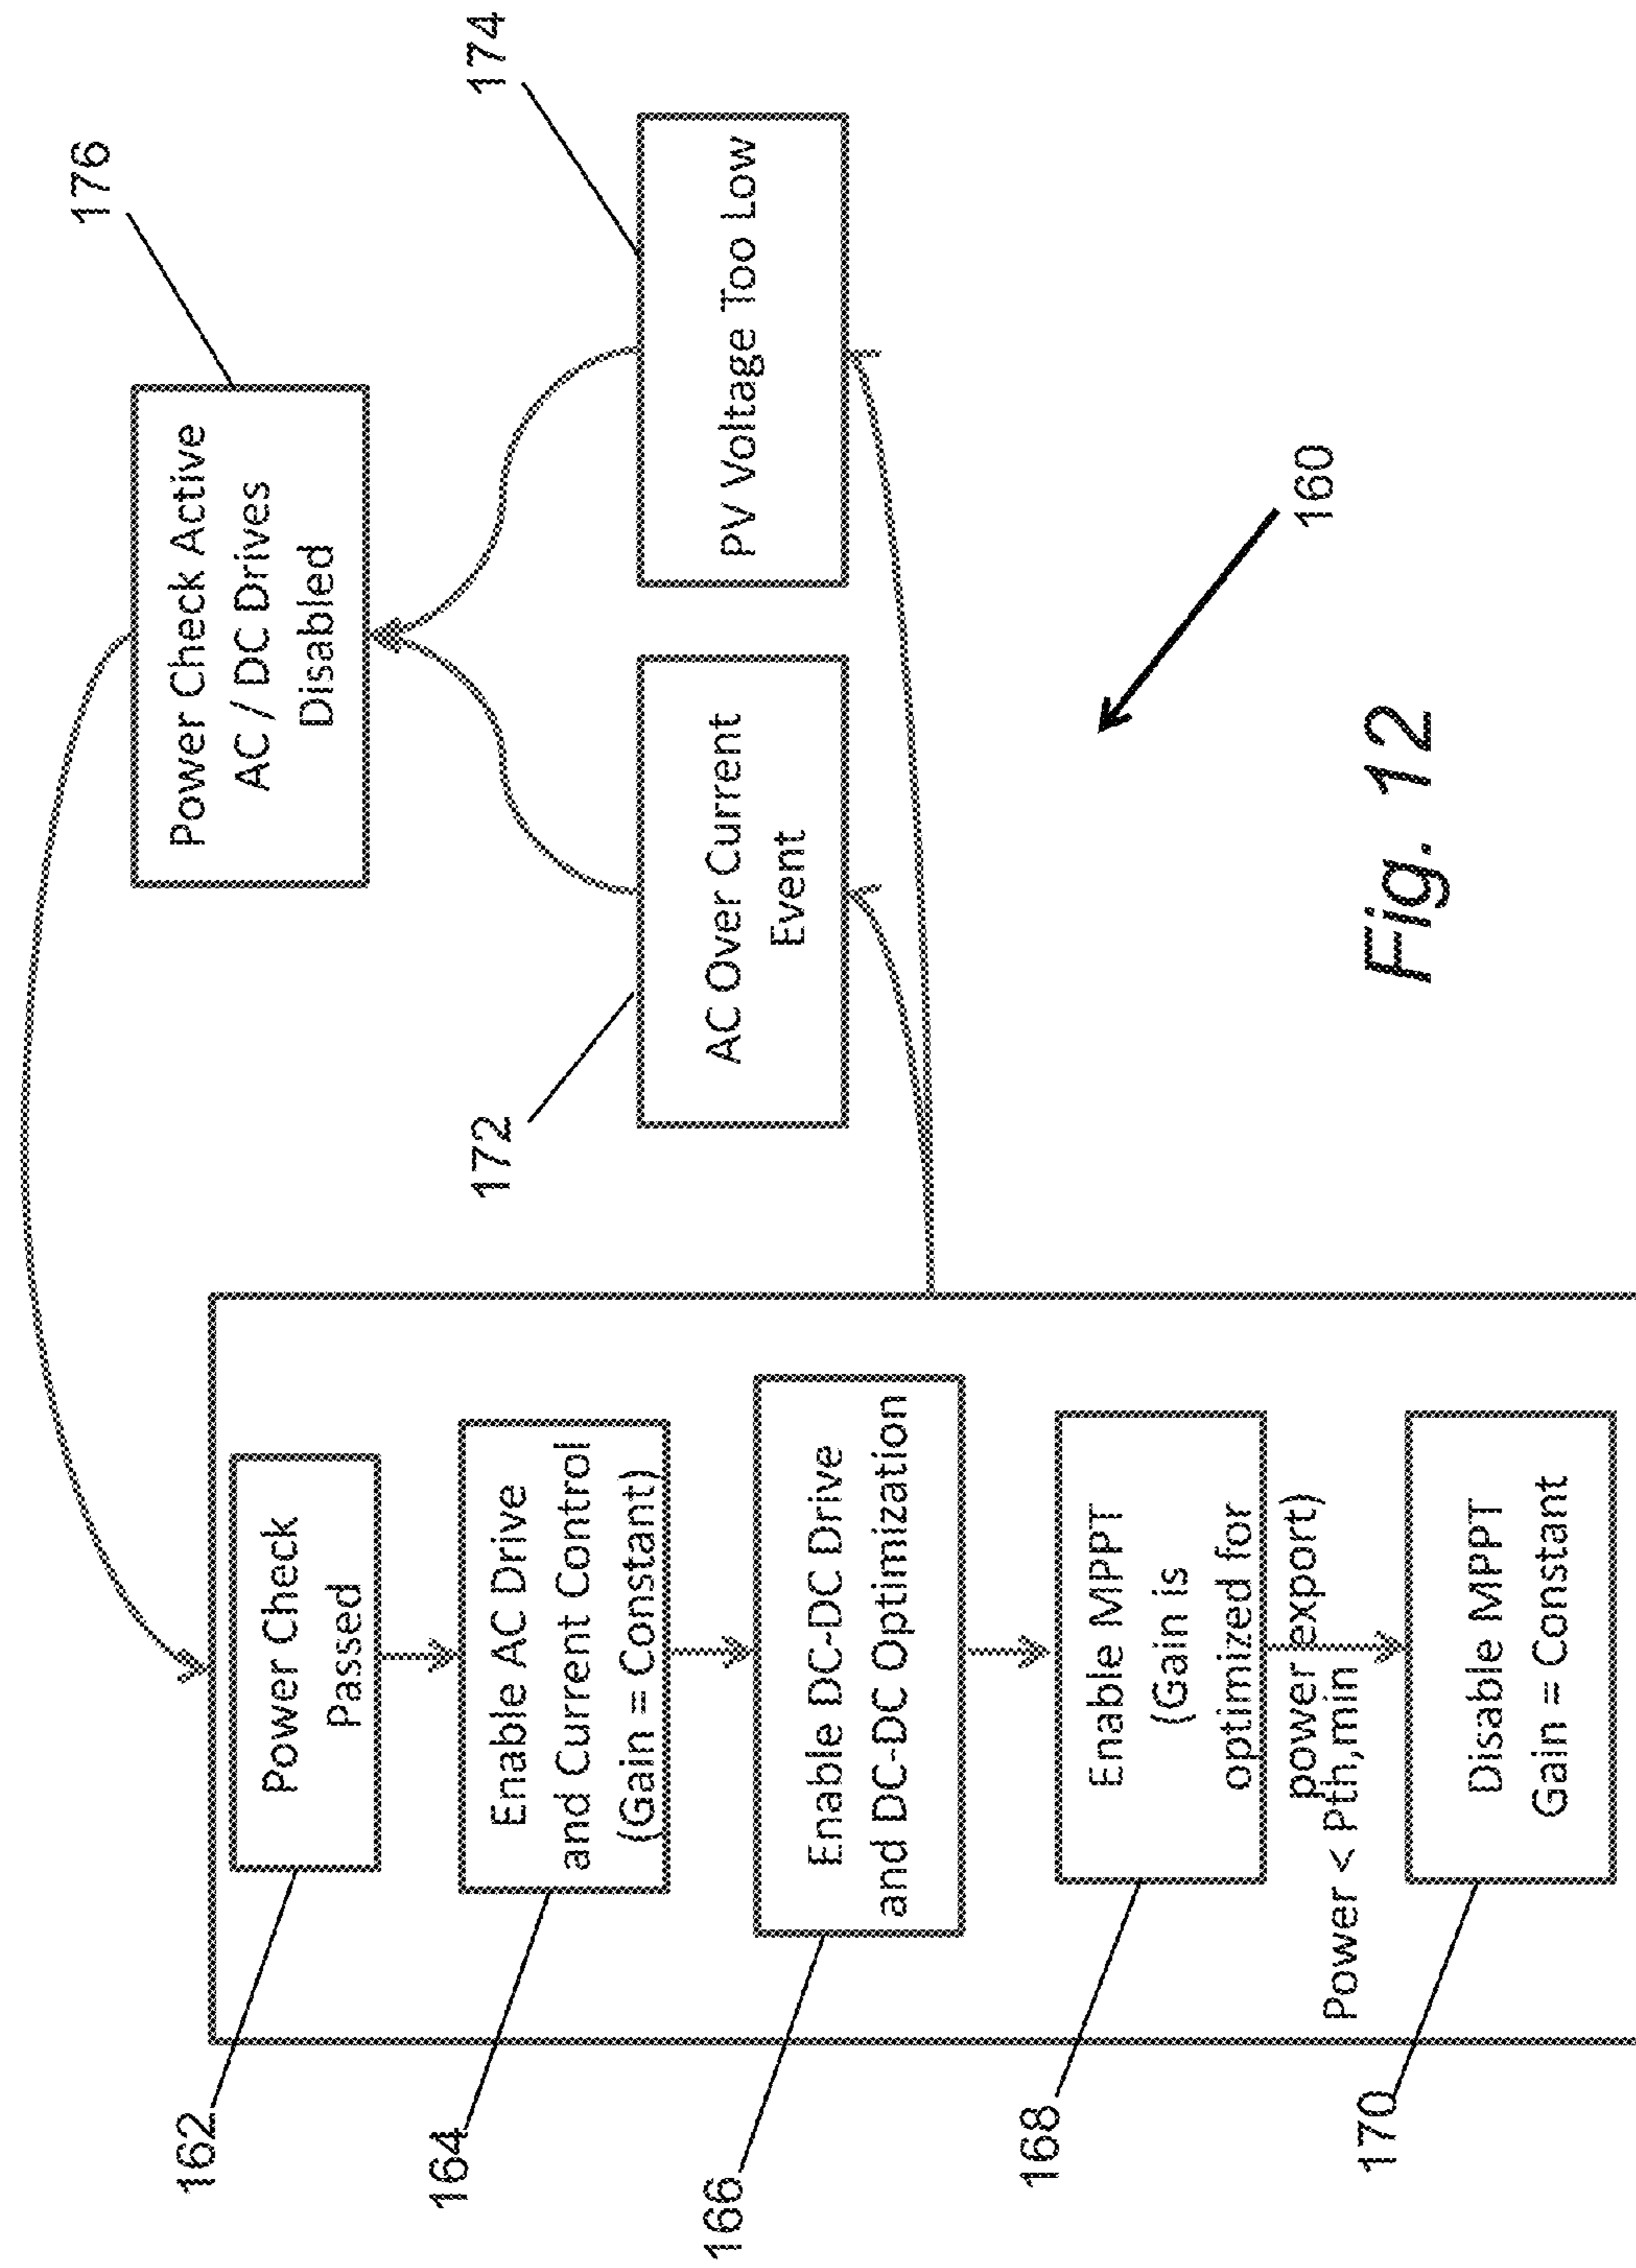 176
Power Check Active
AC / DC Drives
Disabled
174
PV Voltage Too Low
172
AC Over Current
Event
162
Power Check
Passed
164
Enable AC Drive
and Current Control
(Gain = Constant)
166
Enable DC-DC Drive
and DC-DC Optimization
168
Enable MPPT
(Gain is
optimized for
power export)
Power < Pth,min
170
Disable MPPT
Gain = Constant
160
Fig. 12